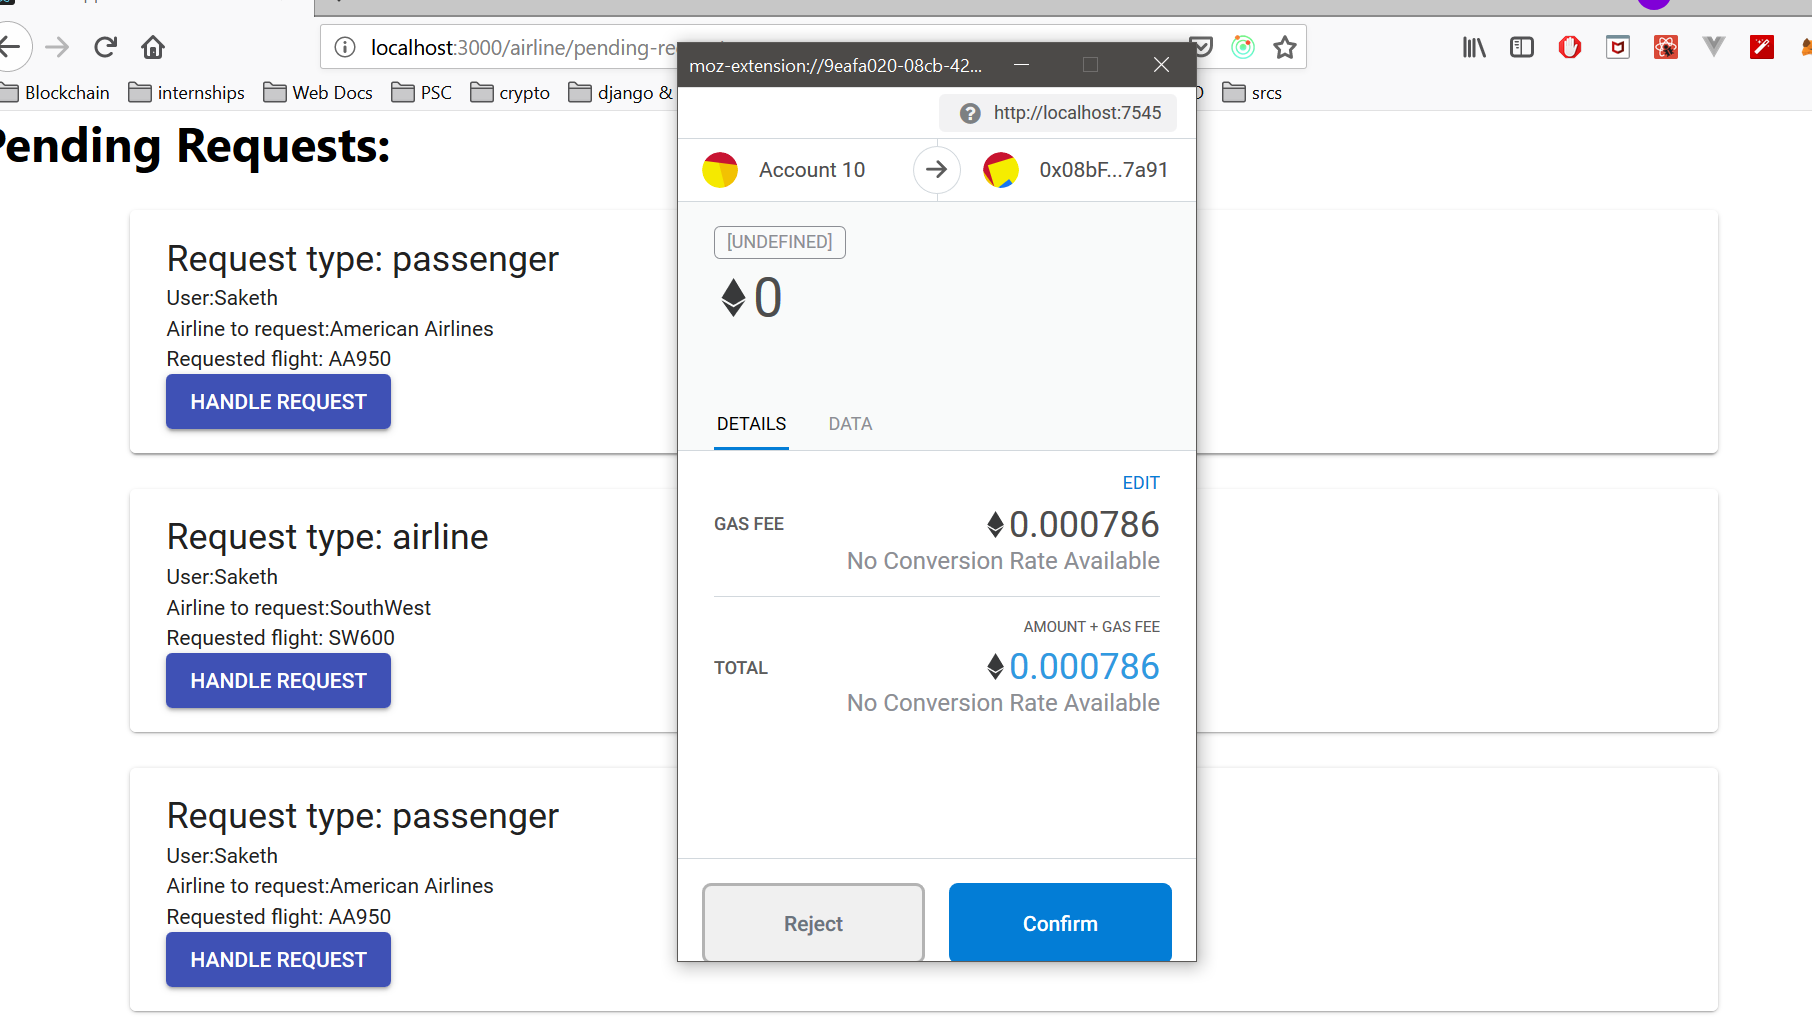 localhost:3000/airline/pending-re
Blockchain
internships
Web Docs
PSC
crypto
django &
srcs
Pending Requests:
Request type: passenger
User:Saketh
Airline to request:American Airlines
Requested flight: AA950
HANDLE REQUEST
Request type: airline
User:Saketh
Airline to request:SouthWest
Requested flight: SW600
HANDLE REQUEST
Request type: passenger
User:Saketh
Airline to request:American Airlines
Requested flight: AA950
HANDLE REQUEST
moz-extension://9eafa020-08cb-42...
http://localhost:7545
Account 10
0x08bF...7a91
[UNDEFINED]
0
DETAILS DATA
EDIT
GAS FEE 0.000786
No Conversion Rate Available
AMOUNT + GAS FEE
TOTAL 0.000786
No Conversion Rate Available
Reject Confirm